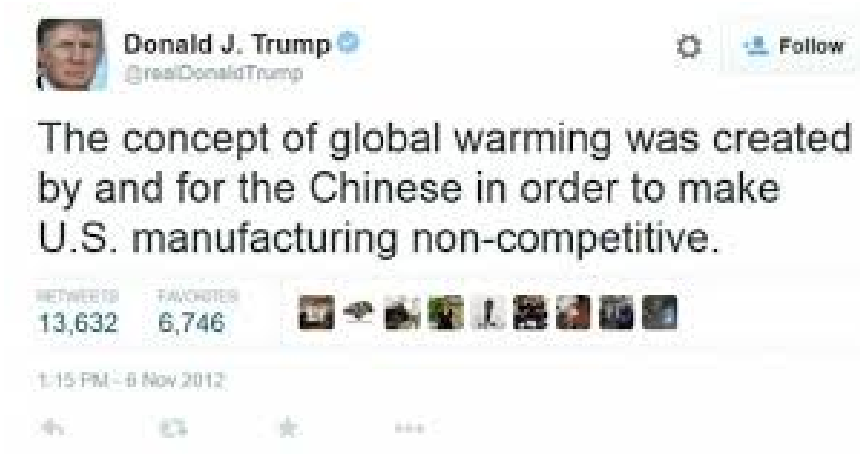 Donald J. Trump
@realDonaldTrump
Follow
The concept of global warming was created
by and for the Chinese in order to make
U.S. manufacturing non-competitive.
RETWEETS FAVORITES
13,632 6,746
1:15 PM - 6 Nov 2012